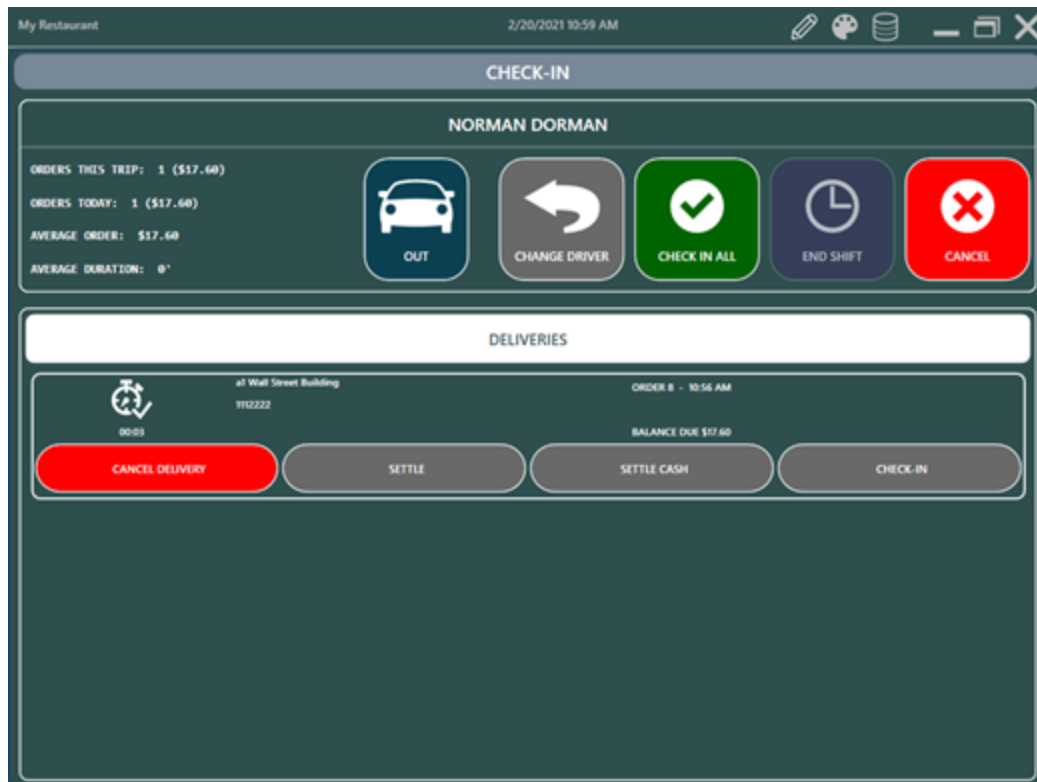 My Restaurant 2/20/2021 10:59 AM
CHECK-IN
NORMAN DORMAN
ORDERS THIS TRIP: 1 ($17.60)
ORDERS TODAY: 1 ($17.60)
AVERAGE ORDER: $17.60
AVERAGE DURATION: 0'
OUT CHANGE DRIVER CHECK IN ALL END SHIFT CANCEL
DELIVERIES
a1 Wall Street Building ORDER 8 - 10:56 AM
1112222
00:03 BALANCE DUE $17.60
CANCEL DELIVERY SETTLE SETTLE CASH CHECK-IN